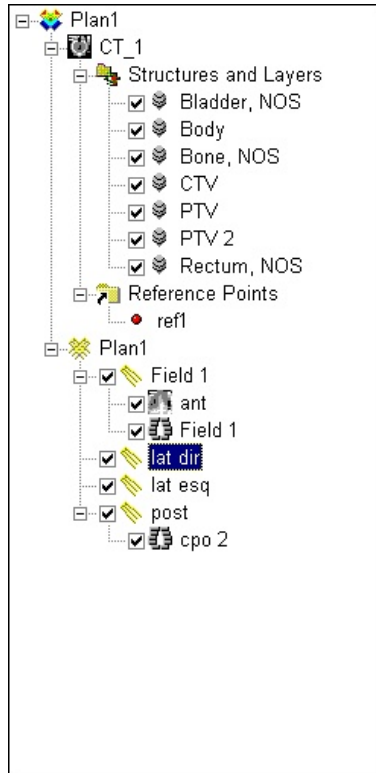 Plan1
CT_1
Structures and Layers
Bladder, NOS
Body
Bone, NOS
CTV
PTV
PTV 2
Rectum, NOS
Reference Points
ref1
Plan1
Field 1
ant
Field 1
lat dir
lat esq
post
cpo 2